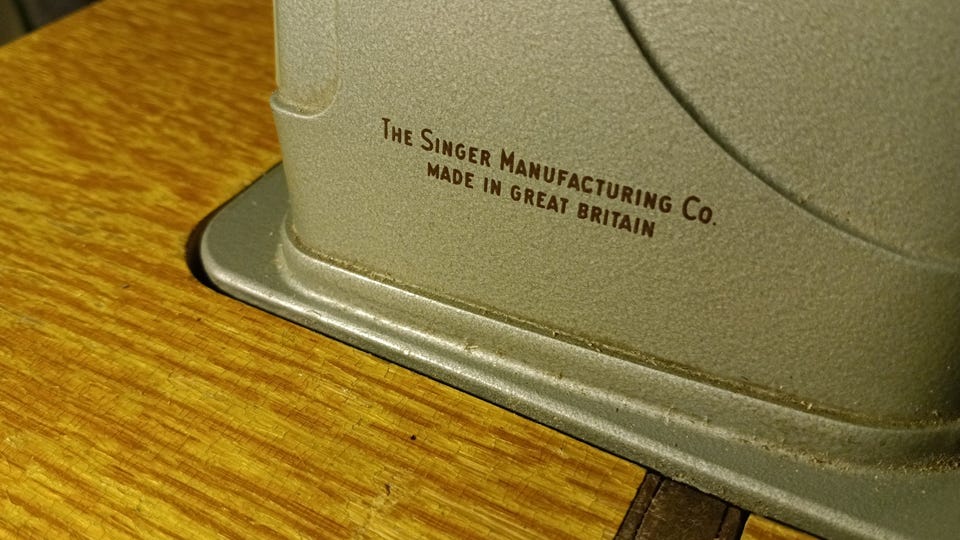 The Singer Manufacturing Co.
MADE IN GREAT BRITAIN